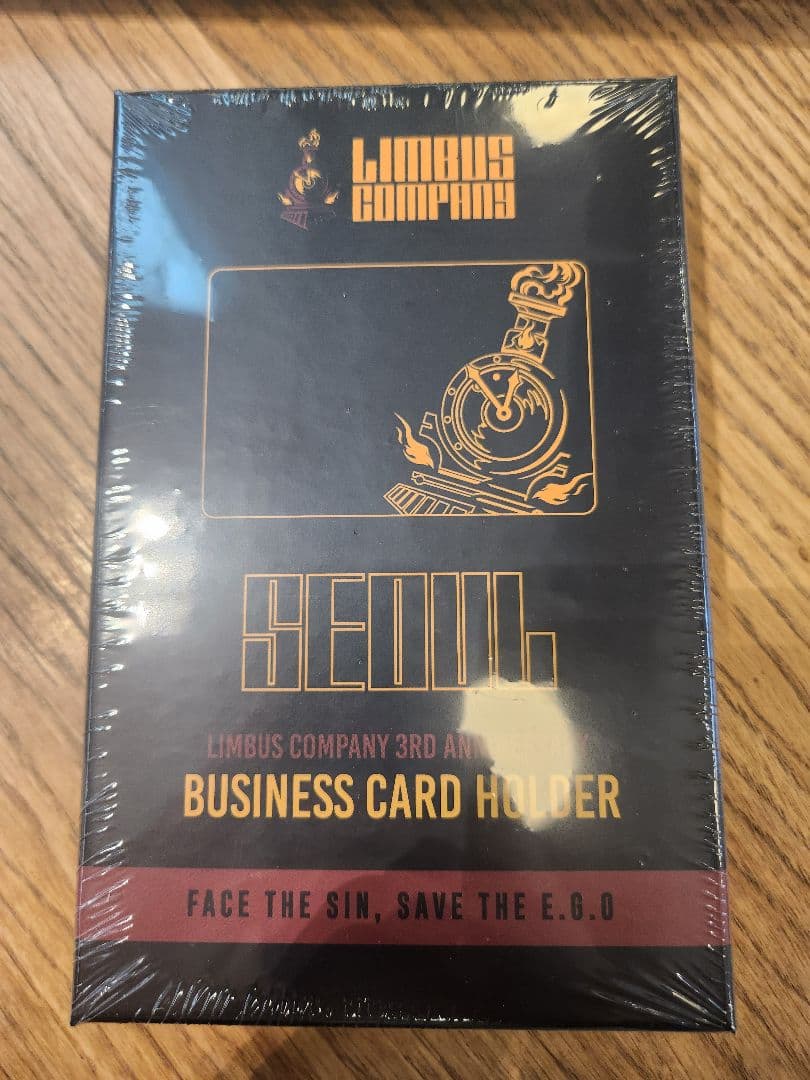 LIMBUS
COMPANY
SEOUL
LIMBUS COMPANY 3RD
BUSINESS CARD HOLDER
FACE THE SIN, SAVE THE E.G.O